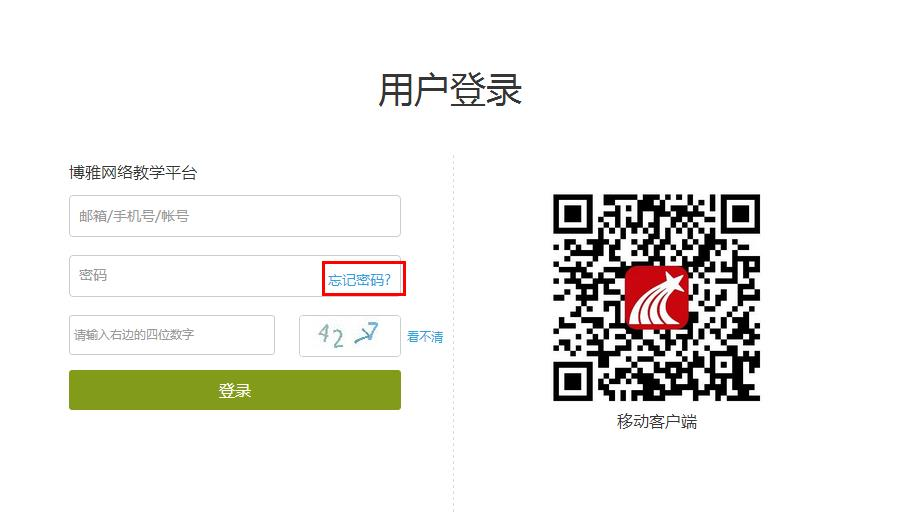 用户登录
博雅网络教学平台
邮箱/手机号/帐号
密码
忘记密码?
请输入右边的四位数字
看不清
登录
移动客户端